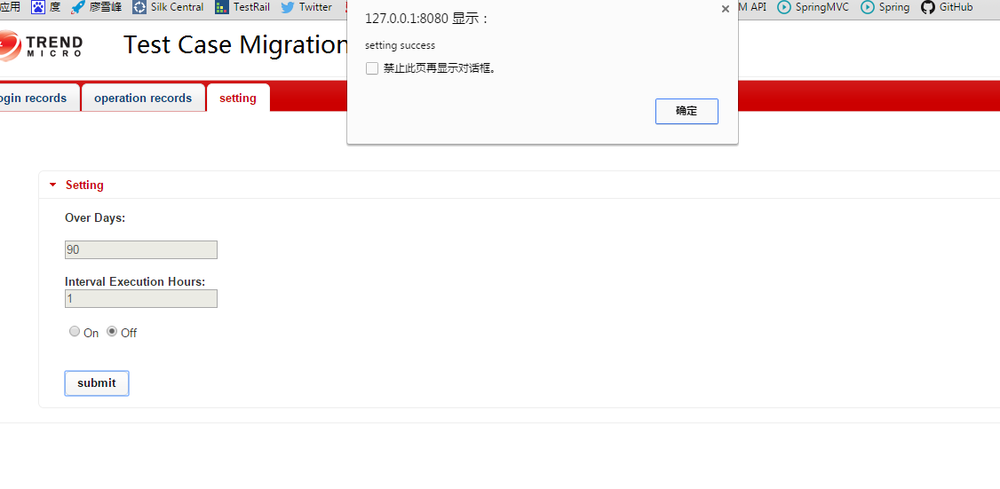 应用 度 廖雪峰 Silk Central TestRail Twitter M API SpringMVC Spring GitHub
127.0.0.1:8080 显示：
setting success
禁止此页再显示对话框。
确定
TREND
MICRO
Test Case Migration
ogin records operation records setting
Setting
Over Days:
90
Interval Execution Hours:
1
On Off
submit